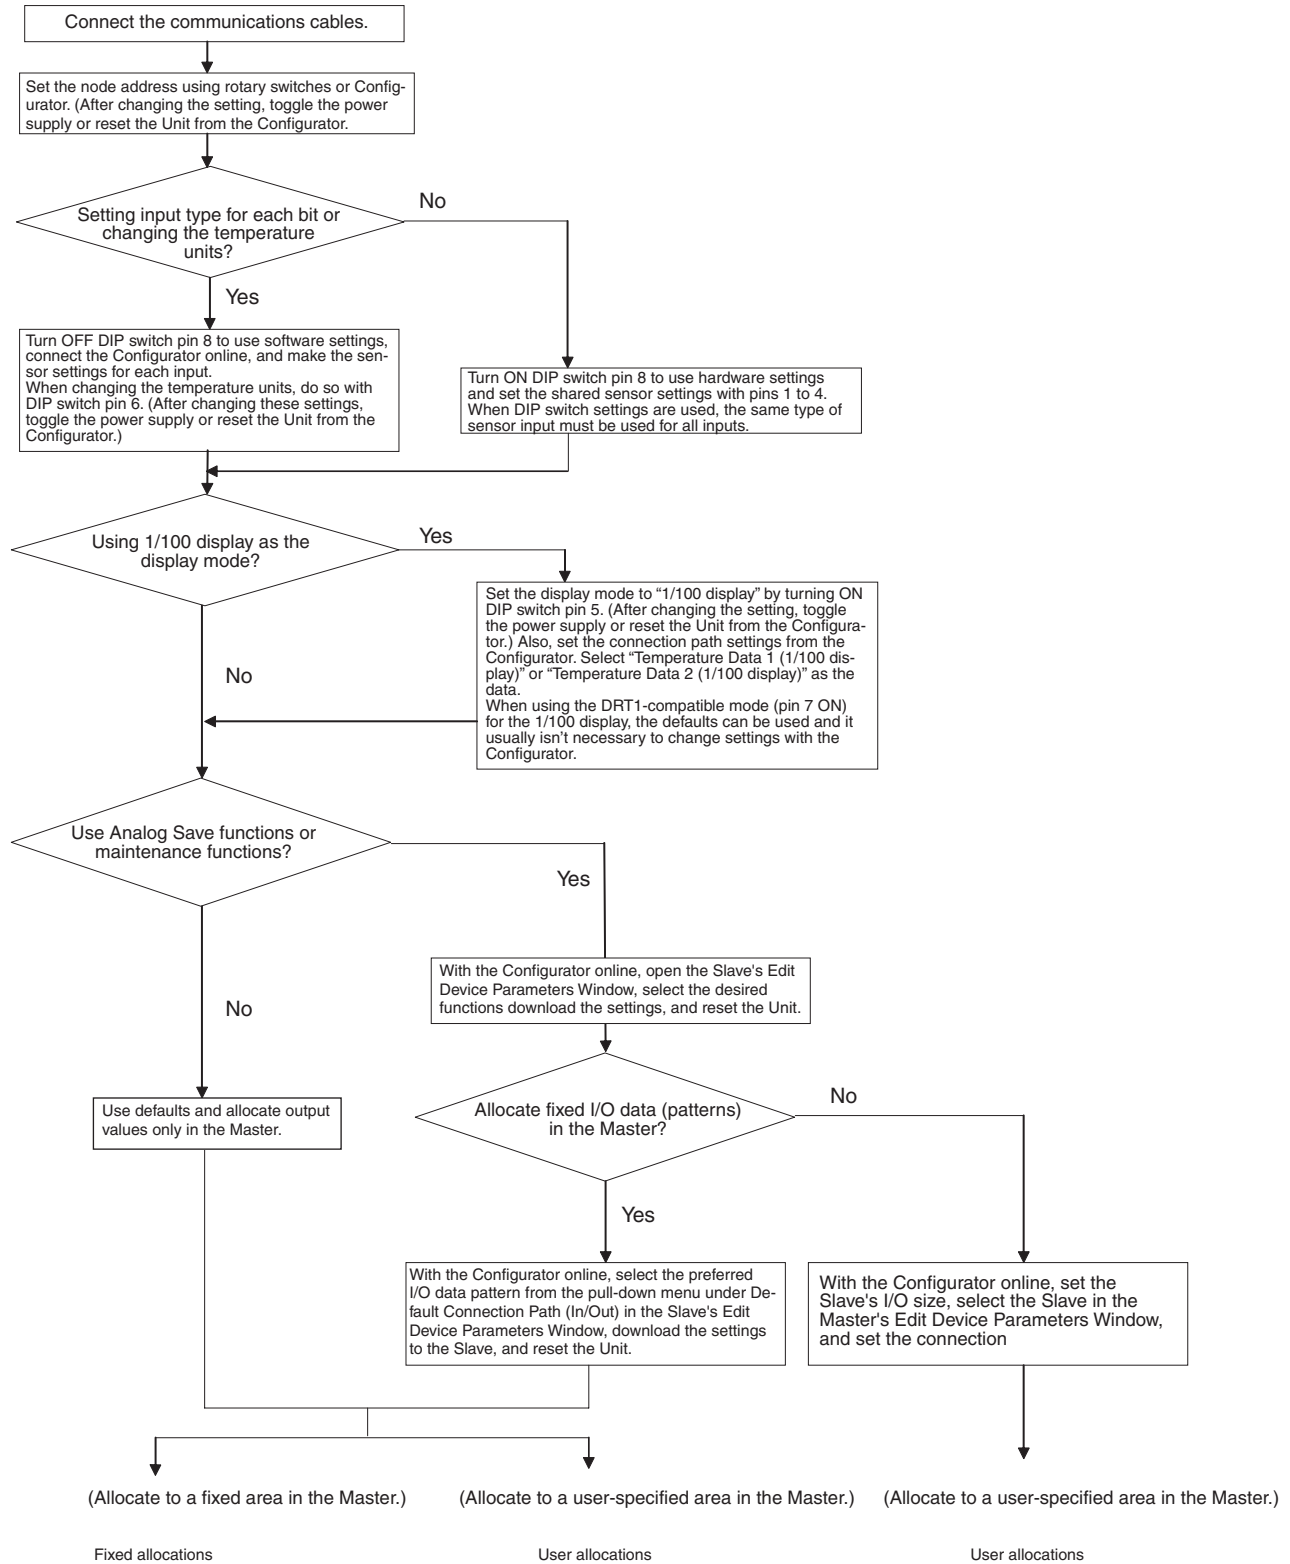 Connect the communications cables.
Set the node address using rotary switches or Config-
urator. (After changing the setting, toggle the power
supply or reset the Unit from the Configurator.
Setting input type for each bit or
changing the temperature
units?
No
Yes
Turn OFF DIP switch pin 8 to use software settings,
connect the Configurator online, and make the sen-
sor settings for each input.
When changing the temperature units, do so with
DIP switch pin 6. (After changing these settings,
toggle the power supply or reset the Unit from the
Configurator.)
Turn ON DIP switch pin 8 to use hardware settings
and set the shared sensor settings with pins 1 to 4.
When DIP switch settings are used, the same type of
sensor input must be used for all inputs.
Using 1/100 display as the
display mode?
Yes
Set the display mode to “1/100 display” by turning ON
DIP switch pin 5. (After changing the setting, toggle
the power supply or reset the Unit from the Configura-
tor.) Also, set the connection path settings from the
Configurator. Select “Temperature Data 1 (1/100 dis-
play)” or “Temperature Data 2 (1/100 display)” as the
data.
When using the DRT1-compatible mode (pin 7 ON)
for the 1/100 display, the defaults can be used and it
usually isn’t necessary to change settings with the
Configurator.
No
Use Analog Save functions or
maintenance functions?
Yes
With the Configurator online, open the Slave's Edit
Device Parameters Window, select the desired
functions download the settings, and reset the Unit.
No
Use defaults and allocate output
values only in the Master.
Allocate fixed I/O data (patterns)
in the Master?
No
Yes
With the Configurator online, select the preferred
I/O data pattern from the pull-down menu under De-
fault Connection Path (In/Out) in the Slave's Edit
Device Parameters Window, download the settings
to the Slave, and reset the Unit.
With the Configurator online, set the
Slave's I/O size, select the Slave in the
Master's Edit Device Parameters Window,
and set the connection
(Allocate to a fixed area in the Master.)
(Allocate to a user-specified area in the Master.)
(Allocate to a user-specified area in the Master.)
Fixed allocations
User allocations
User allocations